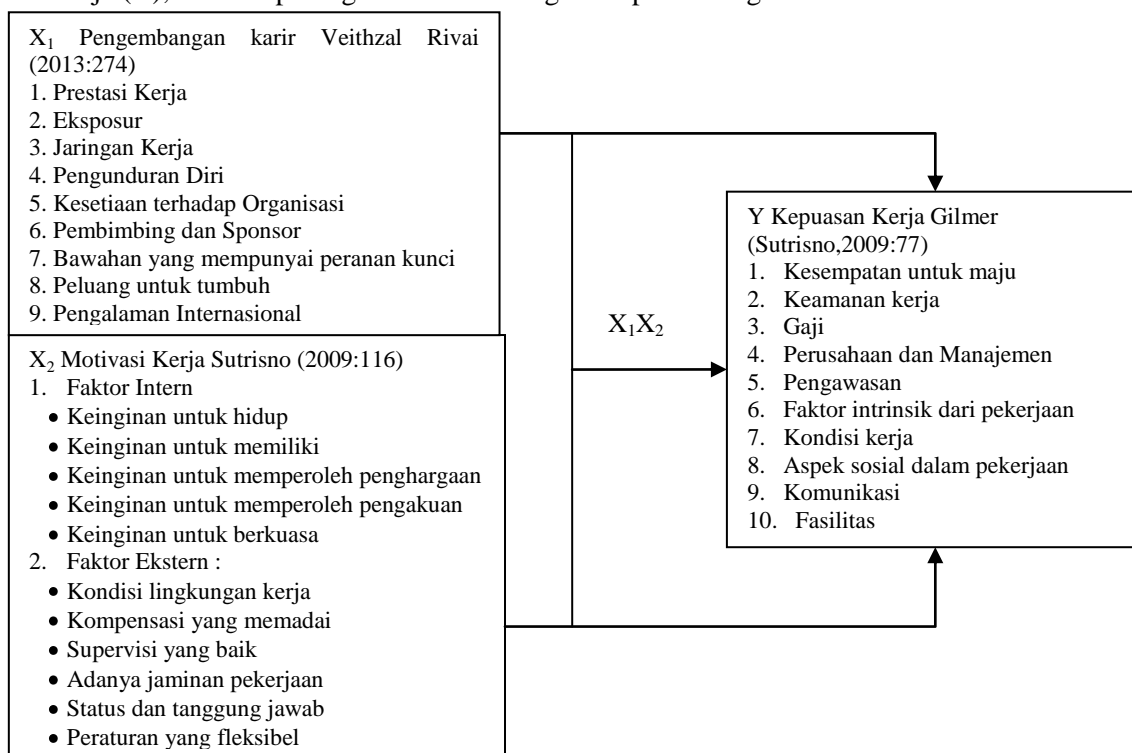 X₁ Pengembangan karir Veithzal Rivai
(2013:274)
1. Prestasi Kerja
2. Eksposur
3. Jaringan Kerja
4. Pengunduran Diri
5. Kesetiaan terhadap Organisasi
6. Pembimbing dan Sponsor
7. Bawahan yang mempunyai peranan kunci
8. Peluang untuk tumbuh
9. Pengalaman Internasional
X₂ Motivasi Kerja Sutrisno (2009:116)
1. Faktor Intern
• Keinginan untuk hidup
• Keinginan untuk memiliki
• Keinginan untuk memperoleh penghargaan
• Keinginan untuk memperoleh pengakuan
• Keinginan untuk berkuasa
2. Faktor Ekstern :
• Kondisi lingkungan kerja
• Kompensasi yang memadai
• Supervisi yang baik
• Adanya jaminan pekerjaan
• Status dan tanggung jawab
• Peraturan yang fleksibel
X₁X₂
Y Kepuasan Kerja Gilmer
(Sutrisno,2009:77)
1. Kesempatan untuk maju
2. Keamanan kerja
3. Gaji
4. Perusahaan dan Manajemen
5. Pengawasan
6. Faktor intrinsik dari pekerjaan
7. Kondisi kerja
8. Aspek sosial dalam pekerjaan
9. Komunikasi
10. Fasilitas